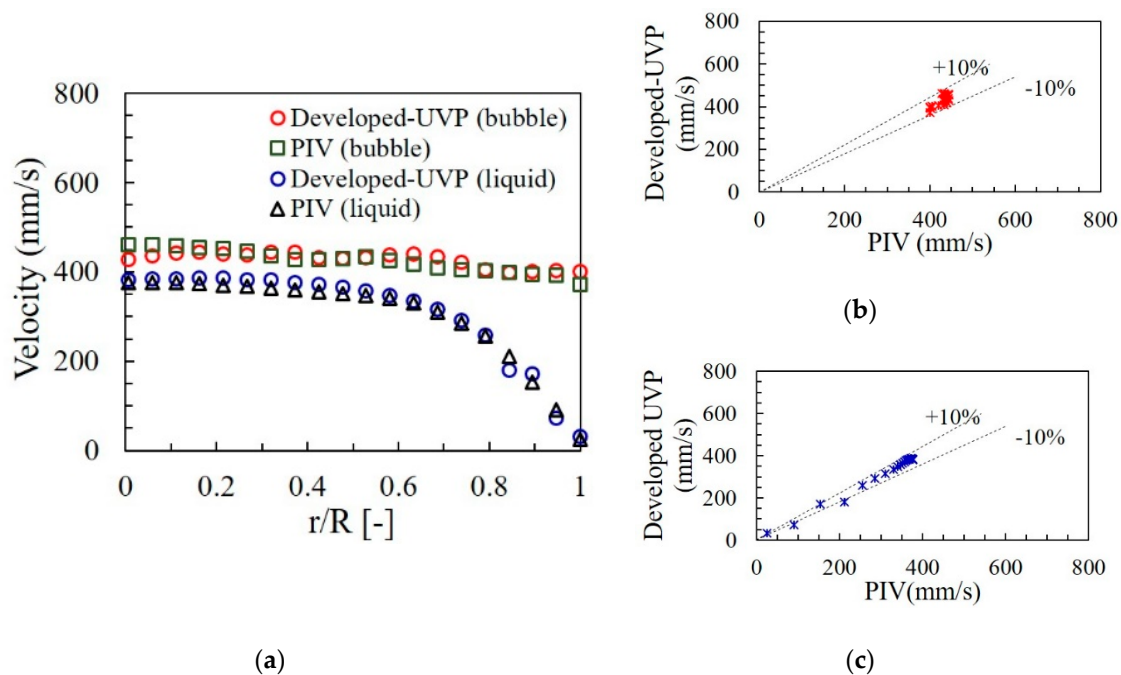 800
600
400
200
0
Velocity (mm/s)
Developed-UVP (bubble)
PIV (bubble)
Developed-UVP (liquid)
PIV (liquid)
0
0.2
0.4
0.6
0.8
1
r/R [-]
(a)
800
600
400
200
0
Developed-UVP
(mm/s)
+10%
-10%
0
200
400
600
800
PIV (mm/s)
(b)
800
600
400
200
0
Developed UVP
(mm/s)
+10%
-10%
0
200
400
600
800
PIV(mm/s)
(c)